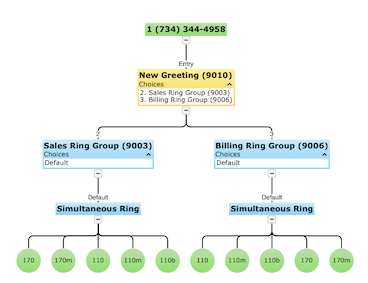 1 (734) 344-4958
Entry
New Greeting (9010)
Choices
2. Sales Ring Group (9003)
3. Billing Ring Group (9006)
2
3
Sales Ring Group (9003)
Choices
Default
Billing Ring Group (9006)
Choices
Default
Default
Default
Simultaneous Ring
Simultaneous Ring
170
170m
110
110m
110b
110
110m
110b
170
170m